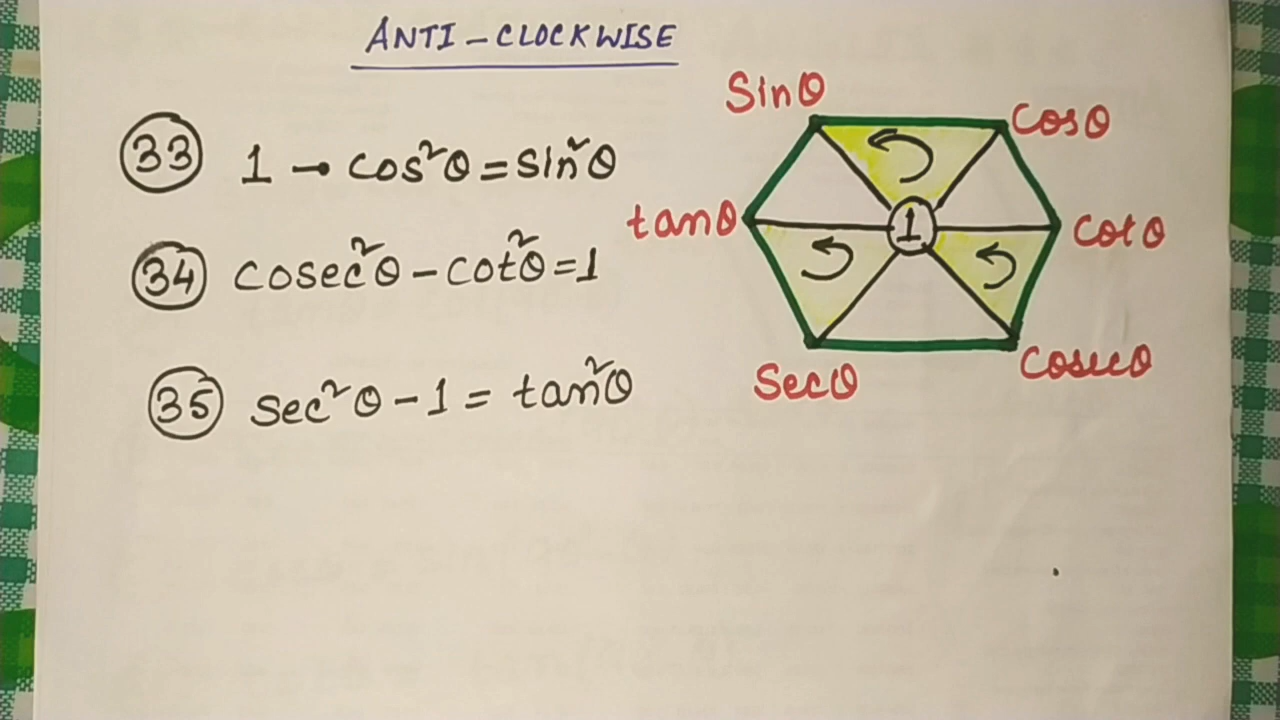 ANTI-CLOCKWISE
33 1 - cos²θ = sin²θ
34 cosec²θ - cot²θ = 1
35 sec²θ - 1 = tan²θ
Sinθ
Cosθ
tanθ
1
Cotθ
Secθ
Cosecθ